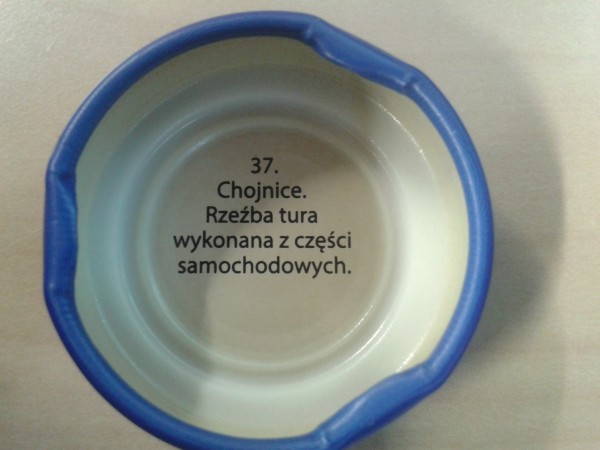 37.
Chojnice.
Rzeźba tura
wykonana z części
samochodowych.